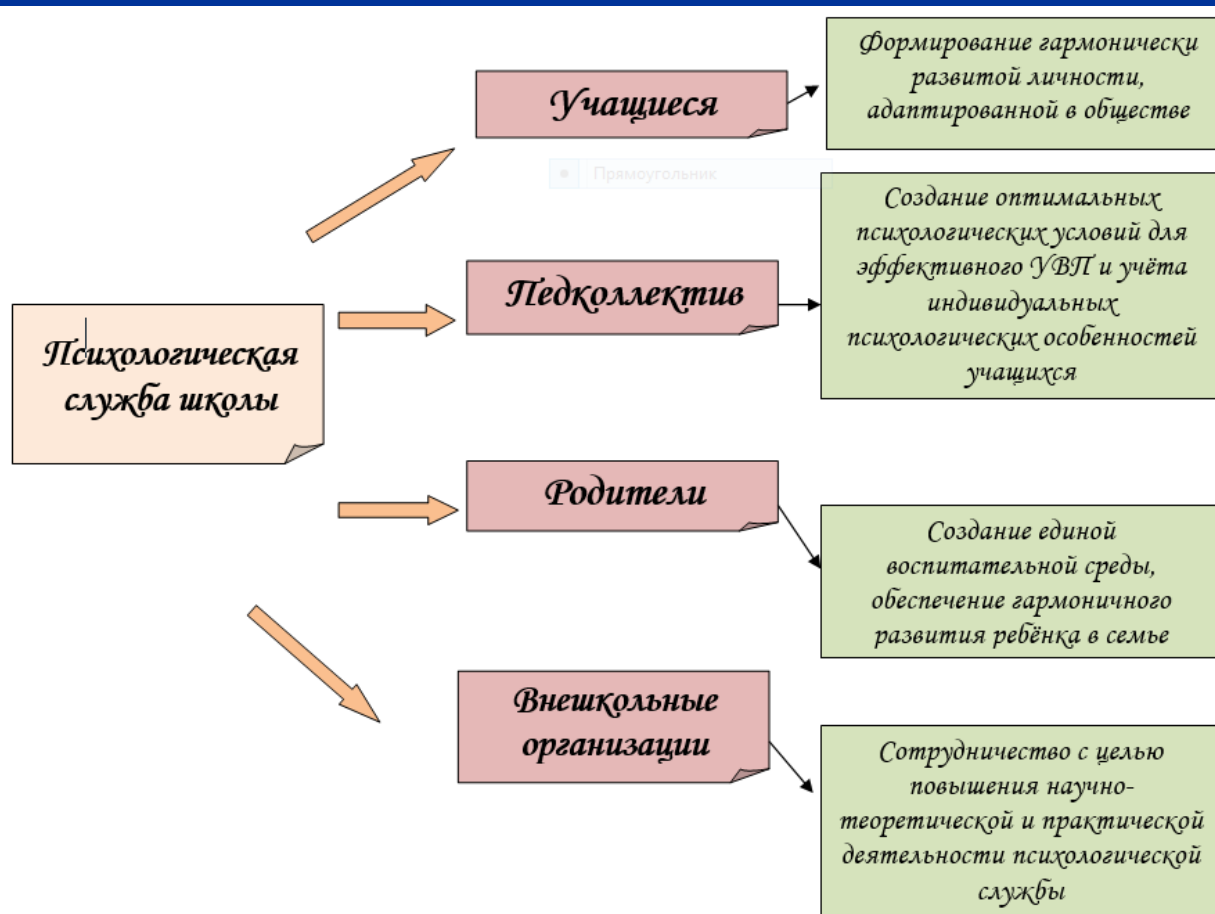 Психологическая
служба школы
Учащиеся
Формирование гармонически
развитой личности,
адаптированной в обществе
Прямоугольник
Педколлектив
Создание оптимальных
психологических условий для
эффективного УВП и учёта
индивидуальных
психологических особенностей
учащихся
Родители
Создание единой
воспитательной среды,
обеспечение гармоничного
развития ребёнка в семье
Внешкольные
организации
Сотрудничество с целью
повышения научно-
теоретической и практической
деятельности психологической
службы